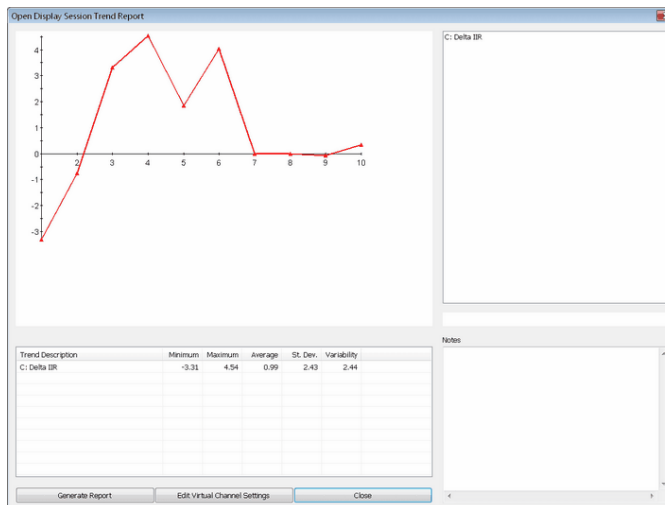 Open Display Session Trend Report
4
3
2
1
0
-1
-2
-3
2 3 4 5 6 7 8 9 10
C: Delta IIR
Trend Description Minimum Maximum Average St. Dev. Variability
C: Delta IIR -3.31 4.54 0.99 2.43 2.44
Notes
Generate Report Edit Virtual Channel Settings Close